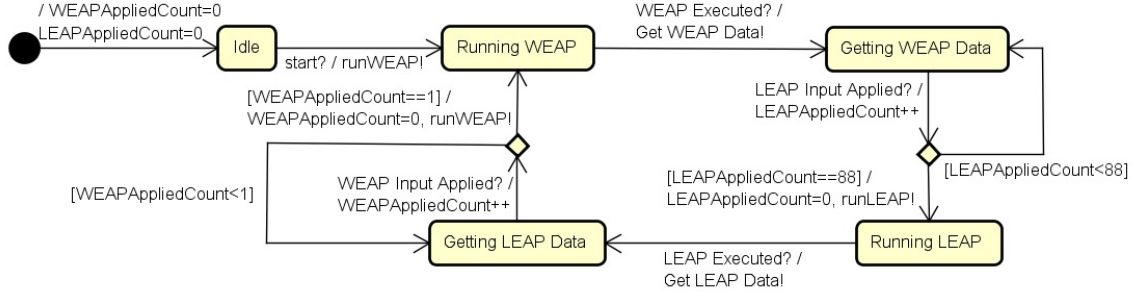 / WEAPAppliedCount=0
LEAPAppliedCount=0
Idle
start? / runWEAP!
Running WEAP
WEAP Executed? /
Get WEAP Data!
Getting WEAP Data
LEAP Input Applied? /
LEAPAppliedCount++
[LEAPAppliedCount<88]
[LEAPAppliedCount==88] /
LEAPAppliedCount=0, runLEAP!
Running LEAP
LEAP Executed? /
Get LEAP Data!
Getting LEAP Data
WEAP Input Applied? /
WEAPAppliedCount++
[WEAPAppliedCount<1]
[WEAPAppliedCount==1] /
WEAPAppliedCount=0, runWEAP!